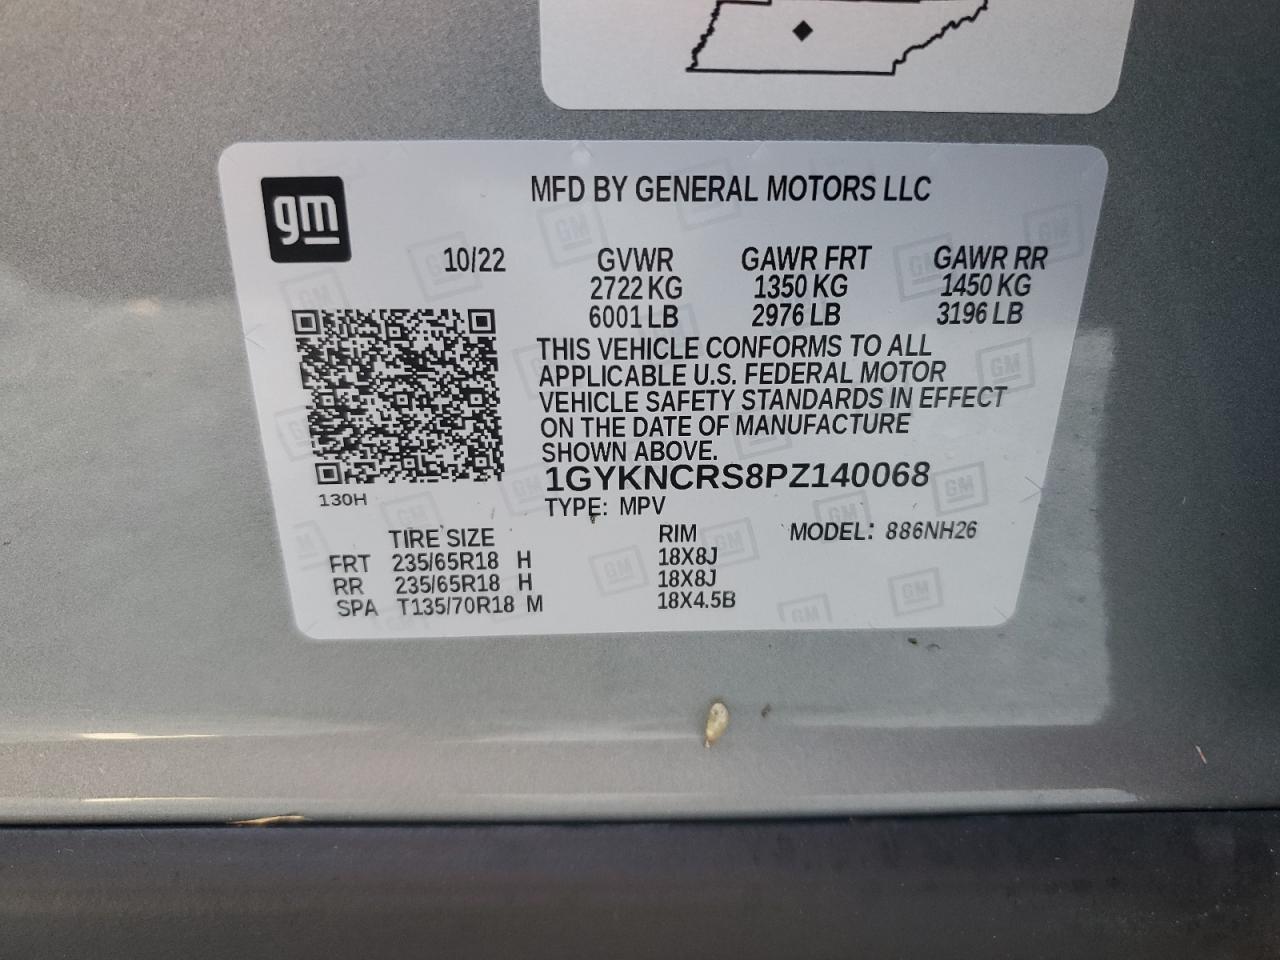 gm
MFD BY GENERAL MOTORS LLC
10/22 GVWR GAWR FRT GAWR RR
2722 KG 1350 KG 1450 KG
6001 LB 2976 LB 3196 LB
THIS VEHICLE CONFORMS TO ALL
APPLICABLE U.S. FEDERAL MOTOR
VEHICLE SAFETY STANDARDS IN EFFECT
ON THE DATE OF MANUFACTURE
SHOWN ABOVE.
1GYKNCRS8PZ140068
130H
TYPE: MPV
TIRE SIZE RIM MODEL: 886NH26
FRT 235/65R18 H 18X8J
RR 235/65R18 H 18X8J
SPA T135/70R18 M 18X4.5B